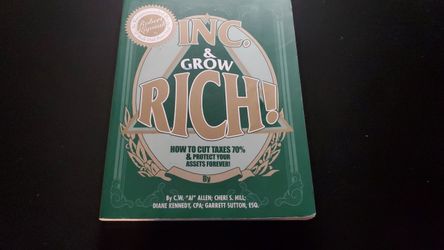 INC.
&
GROW
RICH!
HOW TO CUT TAXES 70%
& PROTECT YOUR
ASSETS FOREVER!
By
By C.W. "Al" ALLEN; CHERI S. HILL;
DIANE KENNEDY, CPA; GARRETT SUTTON, ESQ.